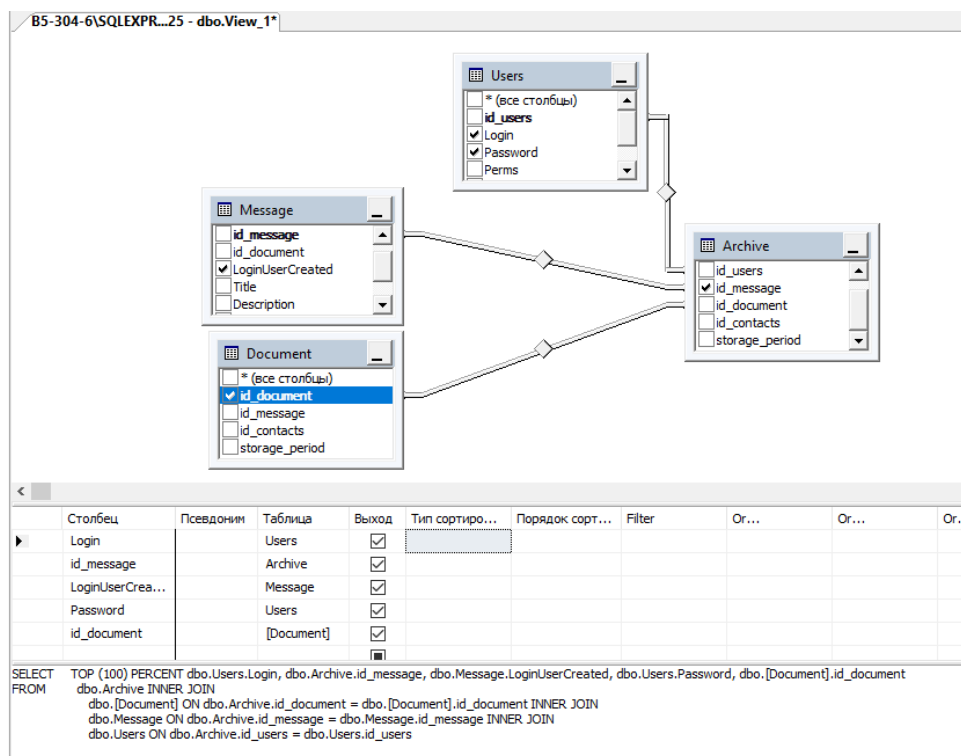 B5-304-6\SQLEXPR...25 - dbo.View_1*
Users
* (все столбцы)
id_users
Login
Password
Perms
Message
id_message
id_document
LoginUserCreated
Title
Description
Archive
id_users
id_message
id_document
id_contacts
storage_period
Document
* (все столбцы)
id_document
id_message
id_contacts
storage_period
Столбец Псевдоним Таблица Выход Тип сортиро... Порядок сорт... Filter Or... Or... Or.
Login Users
id_message Archive
LoginUserCrea... Message
Password Users
id_document [Document]
SELECT TOP (100) PERCENT dbo.Users.Login, dbo.Archive.id_message, dbo.Message.LoginUserCreated, dbo.Users.Password, dbo.[Document].id_document
FROM dbo.Archive INNER JOIN
dbo.[Document] ON dbo.Archive.id_document = dbo.[Document].id_document INNER JOIN
dbo.Message ON dbo.Archive.id_message = dbo.Message.id_message INNER JOIN
dbo.Users ON dbo.Archive.id_users = dbo.Users.id_users